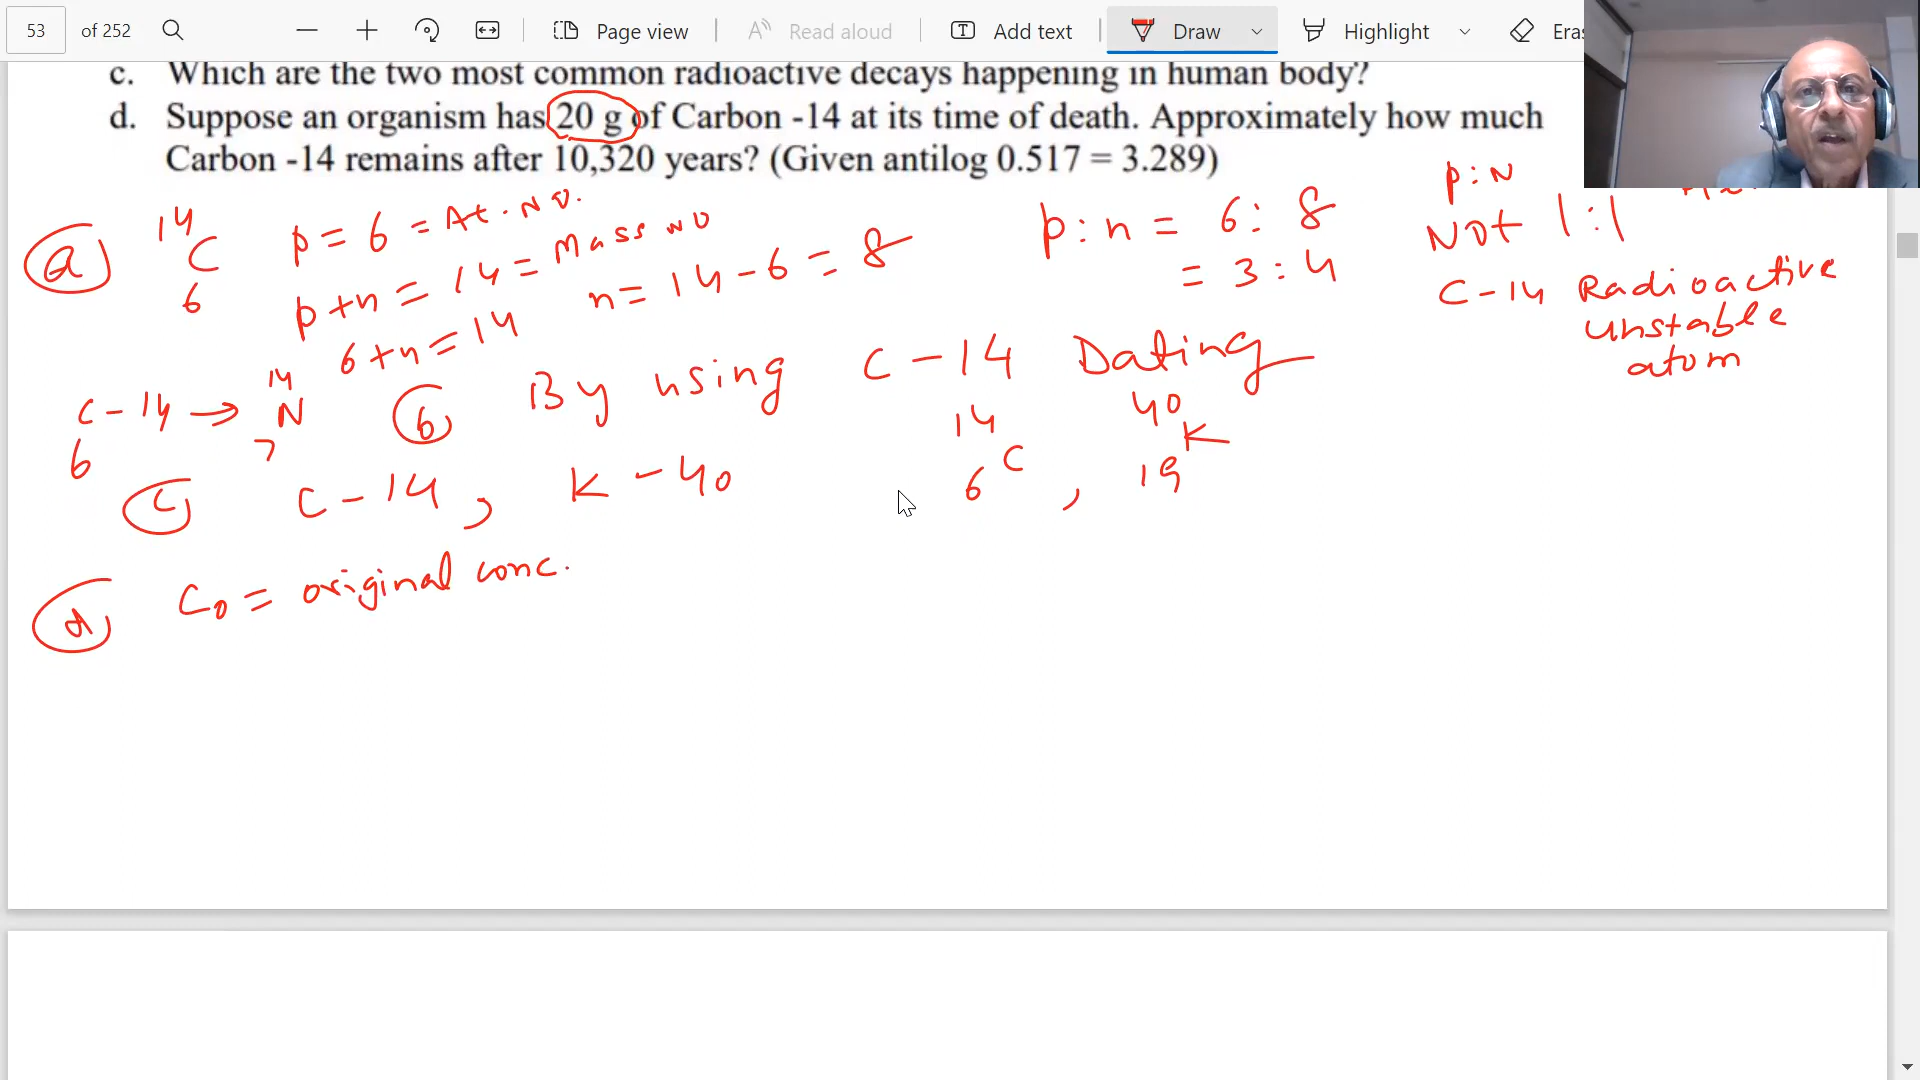 53 of 252 Page view Read aloud Add text Draw Highlight Eras
c. Which are the two most common radioactive decays happening in human body?
d. Suppose an organism has 20 g of Carbon -14 at its time of death. Approximately how much
Carbon -14 remains after 10,320 years? (Given antilog 0.517 = 3.289)
a 14 C 6 p = 6 = At. No.
p+n = 14 = Mass no
6+n = 14
n = 14 - 6 = 8
p:n = 6:8
= 3:4
p:N
Not 1:1
C-14 Radioactive
unstable
atom
C-14 → 14 N
6 7
b By using C-14 Dating
c C-14, K-40 14 6 C, 40 19 K
d C0 = original conc.